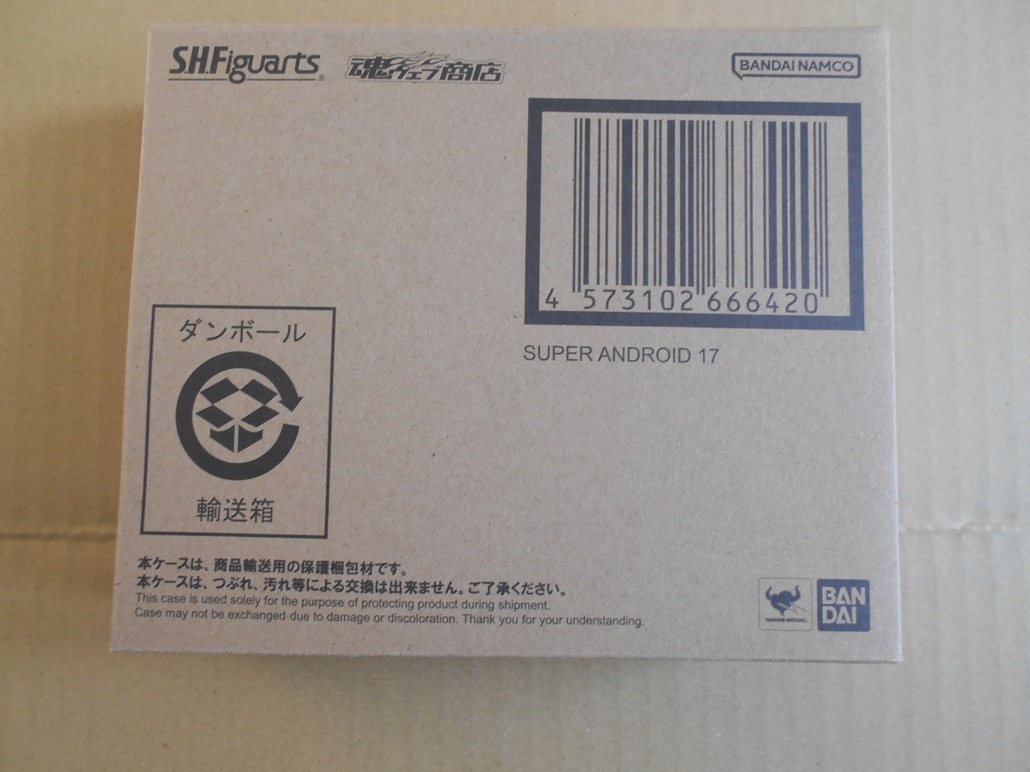 S.H.Figuarts®
魂ウェブ商店
BANDAI NAMCO
4 573102 666420
SUPER ANDROID 17
ダンボール
輸送箱
本ケースは、商品輸送用の保護梱包材です。
本ケースは、つぶれ、汚れ等による交換は出来ません。ご了承ください。
This case is used solely for the purpose of protecting product during shipment.
Case may not be exchanged due to damage or discoloration. Thank you for your understanding.
BAN
DAI